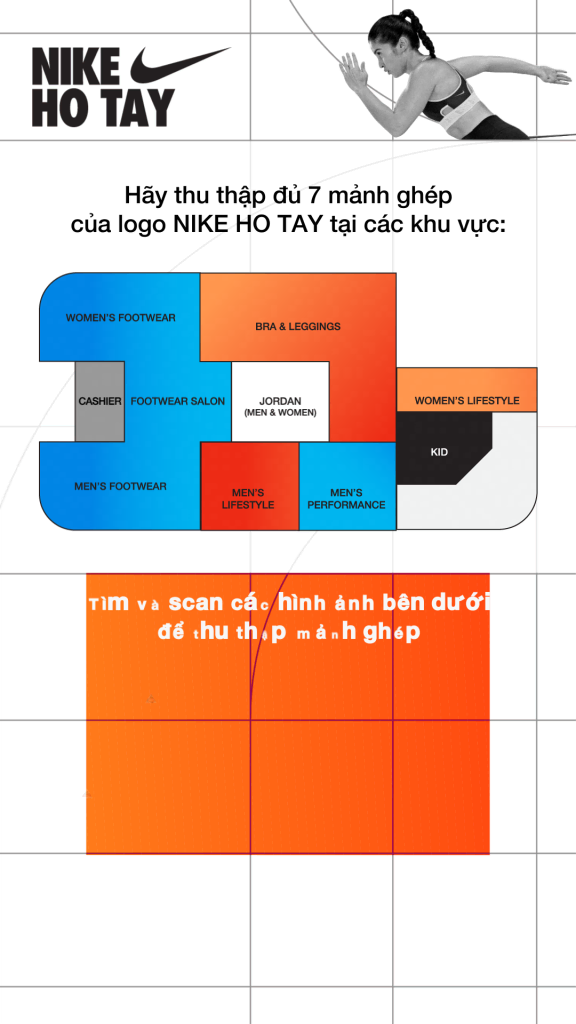 NIKE
HO TAY
Hãy thu thập đủ 7 mảnh ghép
của logo NIKE HO TAY tại các khu vực:
WOMEN'S FOOTWEAR
BRA & LEGGINGS
CASHIER
FOOTWEAR SALON
JORDAN
(MEN & WOMEN)
WOMEN'S LIFESTYLE
KID
MEN'S FOOTWEAR
MEN'S
LIFESTYLE
MEN'S
PERFORMANCE
Tìm và scan các hình ảnh bên dưới
để thu thập mảnh ghép